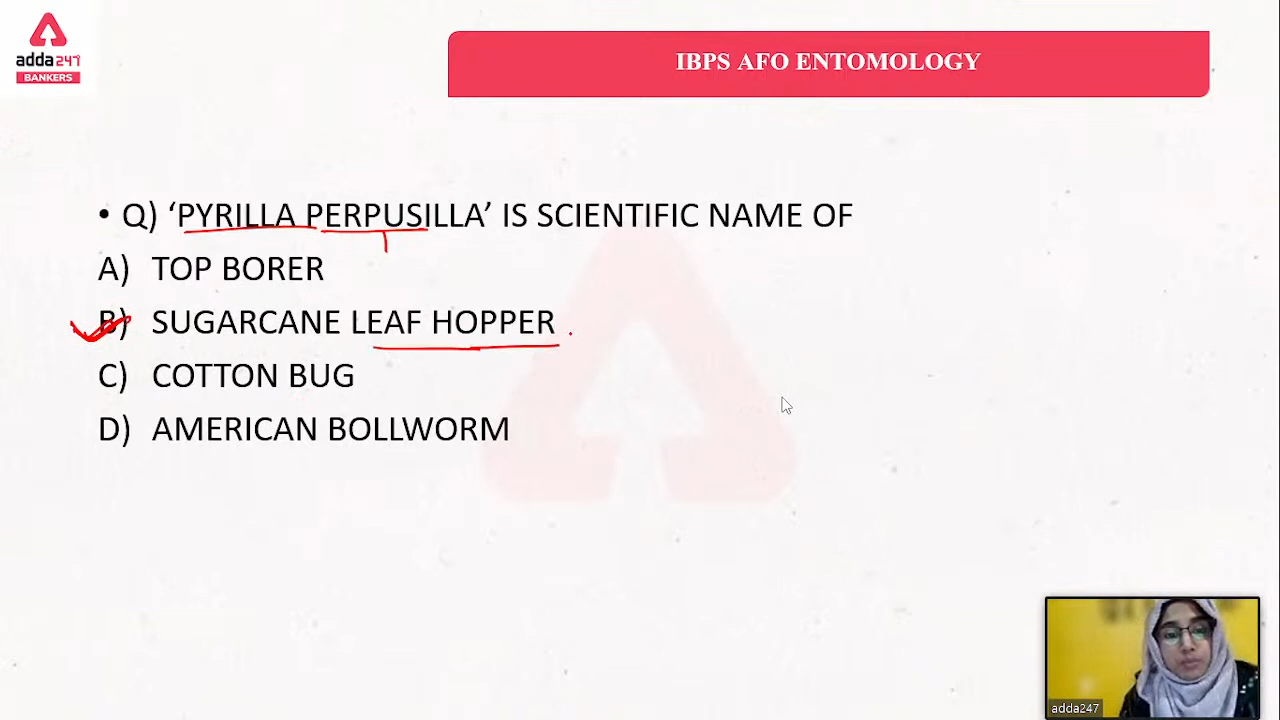 adda247
BANKERS
IBPS AFO ENTOMOLOGY
• Q) ‘PYRILLA PERPUSILLA’ IS SCIENTIFIC NAME OF
A) TOP BORER
B) SUGARCANE LEAF HOPPER
C) COTTON BUG
D) AMERICAN BOLLWORM
adda247